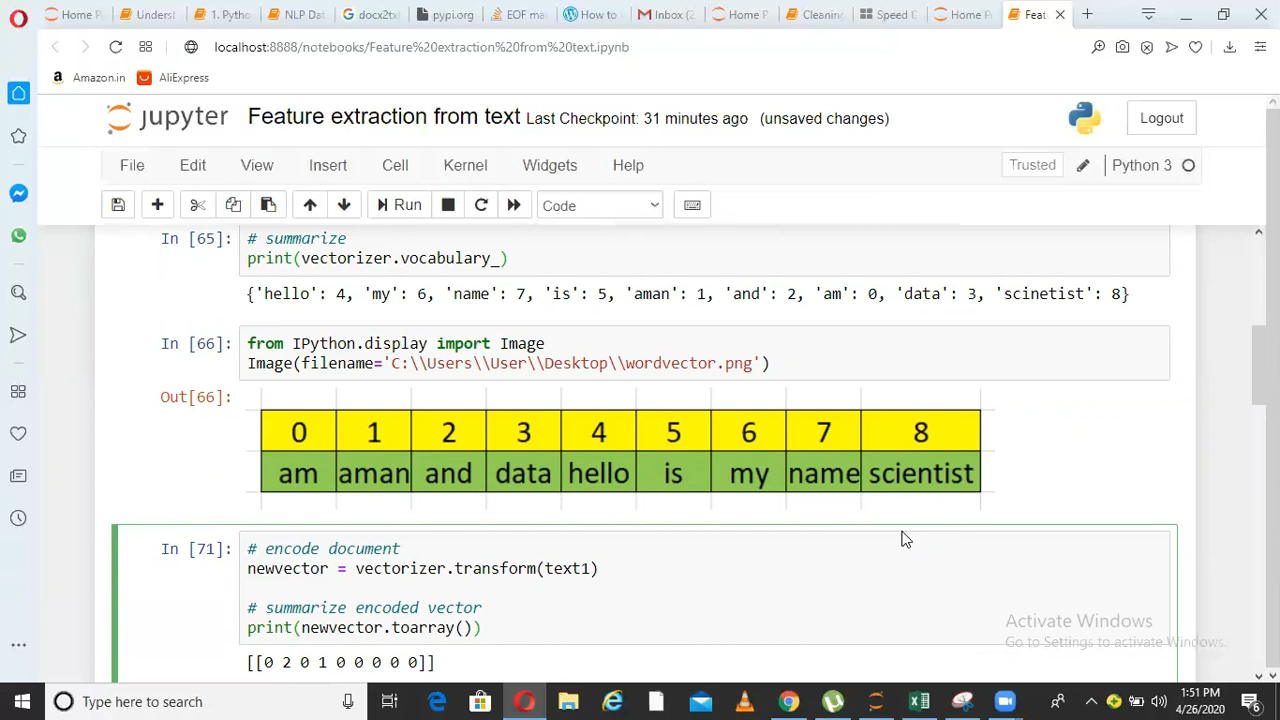 Home P
Underst
1. Pytho
NLP Dat
docx2tx
pypi.org
EOF mar
How to
Gmail
Inbox (2
Home P
Cleaning
Speed D
Home P
Feat
localhost:8888/notebooks/Feature%20extraction%20from%20text.ipynb
Amazon.in
AliExpress
jupyter Feature extraction from text Last Checkpoint: 31 minutes ago (unsaved changes)
Logout
File Edit View Insert Cell Kernel Widgets Help
Trusted
Python 3
Run
Code
In [65]: # summarize
print(vectorizer.vocabulary_)
{'hello': 4, 'my': 6, 'name': 7, 'is': 5, 'aman': 1, 'and': 2, 'am': 0, 'data': 3, 'scinetist': 8}
In [66]: from IPython.display import Image
Image(filename='C:\\Users\\User\\Desktop\\wordvector.png')
Out[66]:
0 1 2 3 4 5 6 7 8
am aman and data hello is my name scientist
In [71]: # encode document
newvector = vectorizer.transform(text1)
# summarize encoded vector
print(newvector.toarray())
[[0 2 0 1 0 0 0 0 0]]
Activate Windows
Go to Settings to activate Windows.
Type here to search
1:51 PM
4/26/2020
6